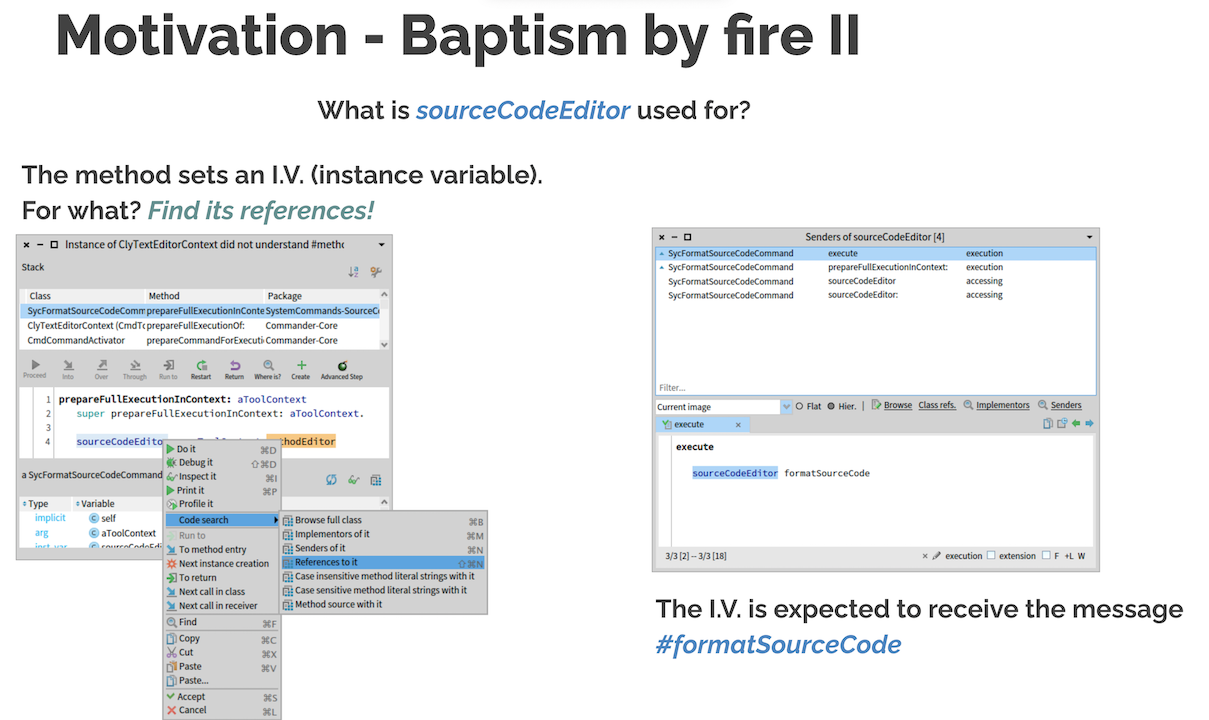 Motivation - Baptism by fire II
What is sourceCodeEditor used for?
The method sets an I.V. (instance variable).
For what? Find its references!
Instance of ClyTextEditorContext did not understand #metho
Stack
Class Method Package
SycFormatSourceCodeComm prepareFullExecutionInConte SystemCommands-SourceCo
ClyTextEditorContext (CmdTo prepareFullExecutionOf: Commander-Core
CmdCommandActivator prepareCommandForExecuti Commander-Core
Proceed Into Over Through Run to Restart Return Where is? Create Advanced Step
1 prepareFullExecutionInContext: aToolContext
2 super prepareFullExecutionInContext: aToolContext.
3
4 sourceCodeEdito thodEditor
a SycFormatSourceCodeCommand
Type Variable
implicit self
arg aToolContext
inst. var sourceCodeEdi
Do it ⌘D
Debug it ⇧⌘D
Inspect it ⌘I
Print it ⌘P
Profile it
Code search
Run to
To method entry
Next instance creation
To return
Next call in class
Next call in receiver
Find ⌘F
Copy ⌘C
Cut ⌘X
Paste ⌘V
Paste...
Accept ⌘S
Cancel ⌘L
Browse full class ⌘B
Implementors of it ⌘M
Senders of it ⌘N
References to it ⇧⌘N
Case insensitive method literal strings with it
Case sensitive method literal strings with it
Method source with it
Senders of sourceCodeEditor [4]
SycFormatSourceCodeCommand execute execution
SycFormatSourceCodeCommand prepareFullExecutionInContext: execution
SycFormatSourceCodeCommand sourceCodeEditor accessing
SycFormatSourceCodeCommand sourceCodeEditor: accessing
Filter...
Current image Flat Hier. | Browse Class refs. Implementors Senders
execute
execute
sourceCodeEditor formatSourceCode
3/3 [2] -- 3/3 [18] execution extension F +L W
The I.V. is expected to receive the message
#formatSourceCode